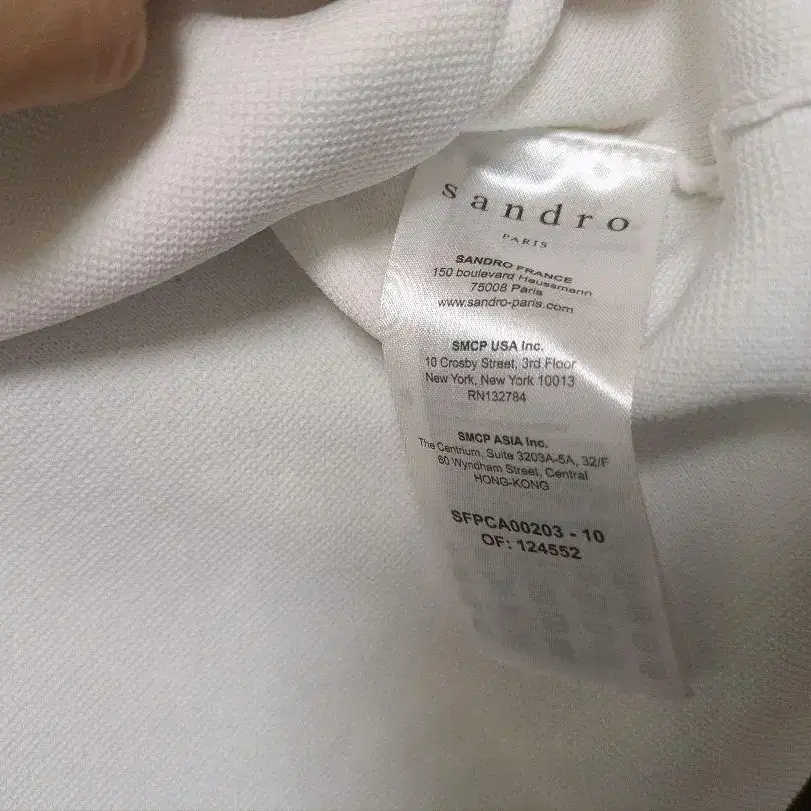 sandro
PARIS
SANDRO FRANCE
150 boulevard Haussmann
75008 Paris
www.sandro-paris.com
SMCP USA Inc.
10 Crosby Street, 3rd Floor
New York, New York 10013
RN132784
SMCP ASIA Inc.
The Centrium, Suite 3203A-5A, 32/F
60 Wyndham Street, Central
HONG-KONG
SFPCA00203 - 10
OF: 124552